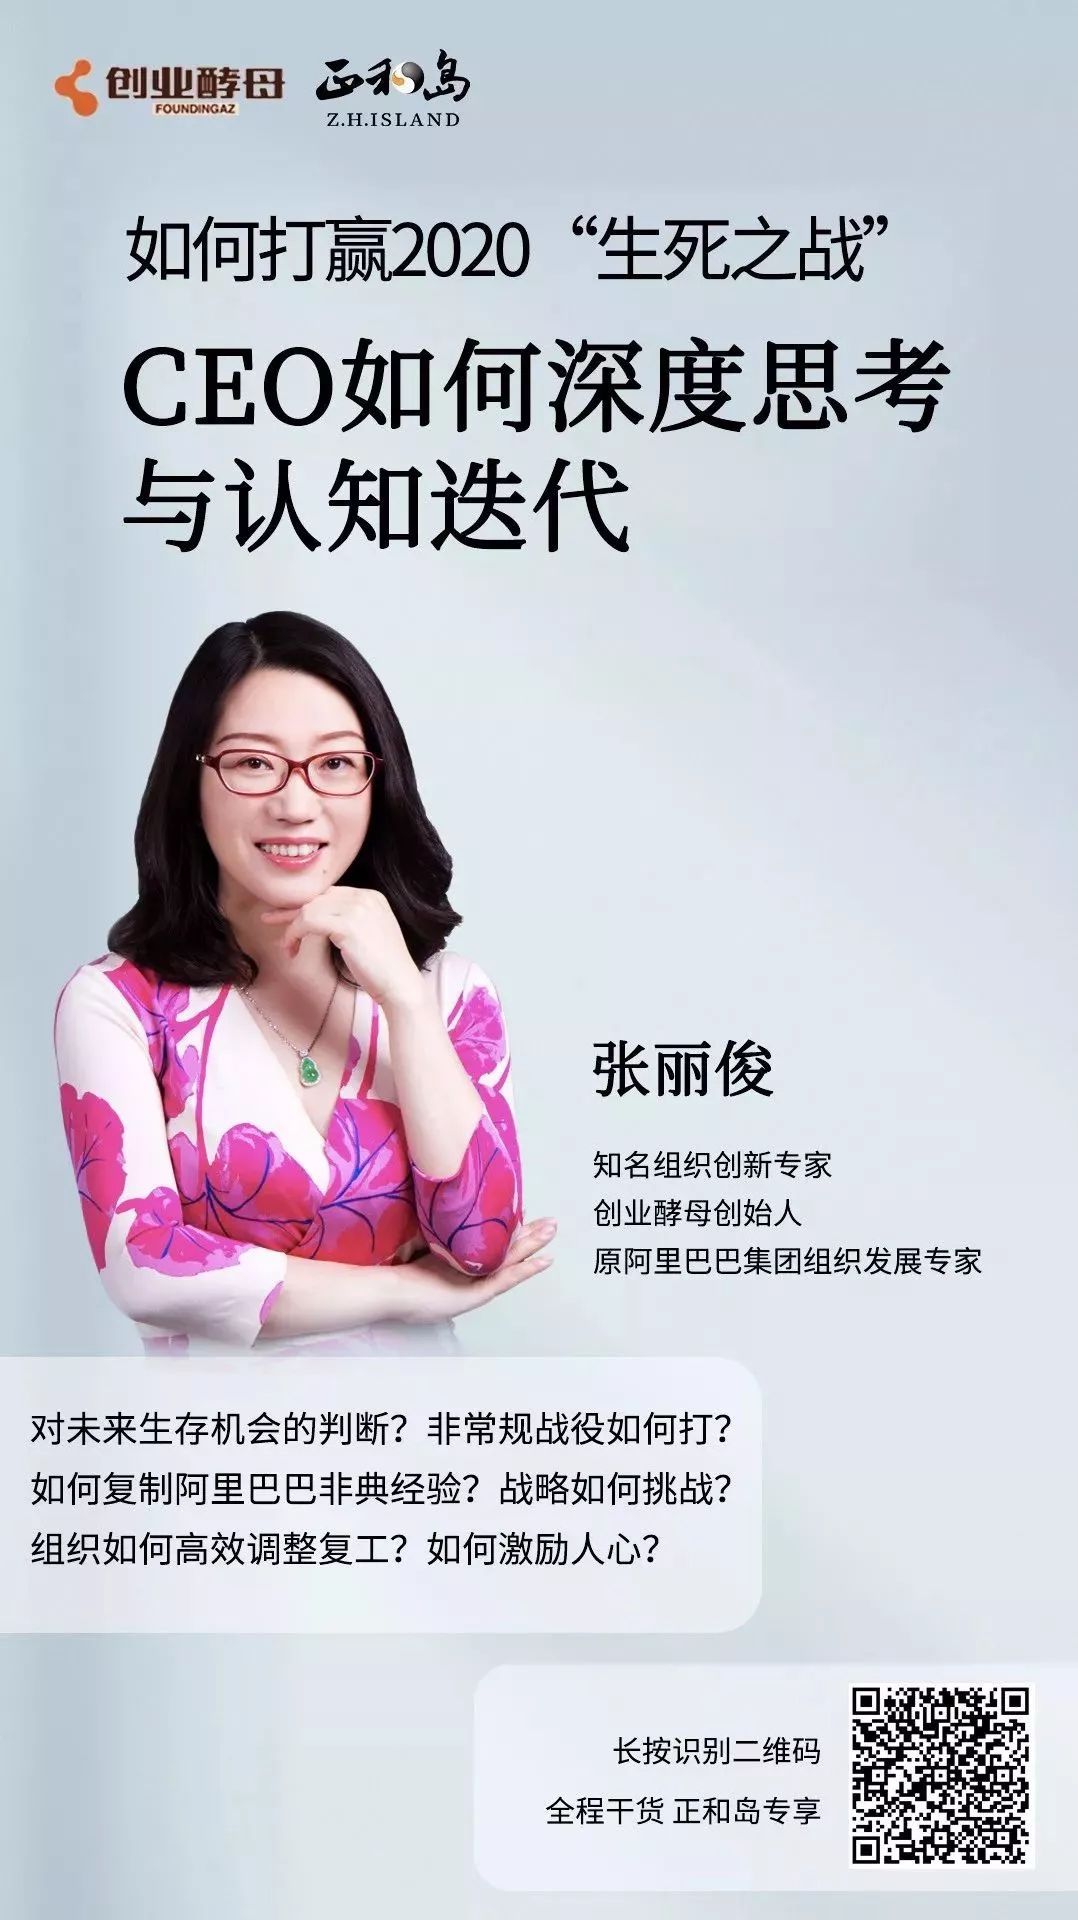 创业酵母
FOUNDINGAZ
正和岛
Z.H.ISLAND
如何打赢2020“生死之战”
CEO如何深度思考
与认知迭代
张丽俊
知名组织创新专家
创业酵母创始人
原阿里巴巴集团组织发展专家
对未来生存机会的判断？非常规战役如何打？
如何复制阿里巴巴非典经验？战略如何挑战？
组织如何高效调整复工？如何激励人心？
长按识别二维码
全程干货 正和岛专享